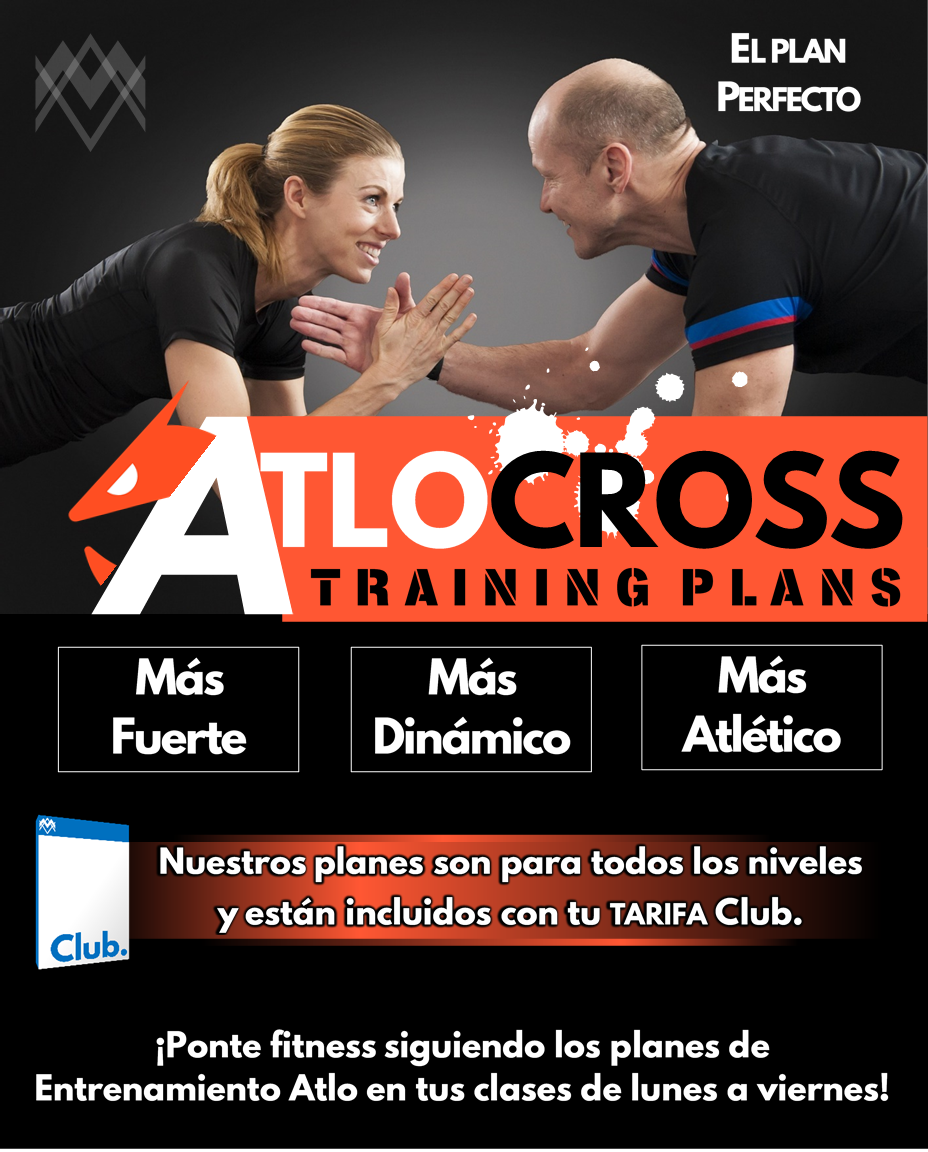 EL PLAN
PERFECTO
ATLOCROSS
TRAINING PLANS
Más
Fuerte
Más
Dinámico
Más
Atlético
Nuestros planes son para todos los niveles
y están incluidos con tu TARIFA Club.
Club.
¡Ponte fitness siguiendo los planes de
Entrenamiento Atlo en tus clases de lunes a viernes!